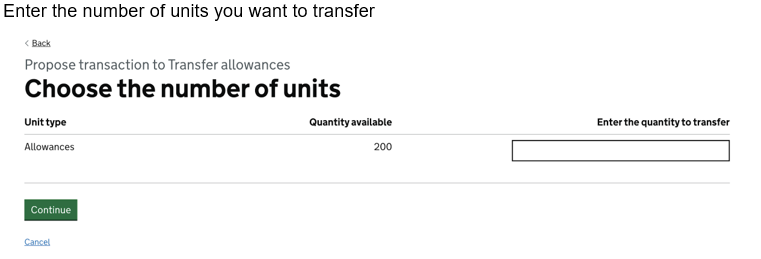 Enter the number of units you want to transfer
< Back
Propose transaction to Transfer allowances
Choose the number of units
Unit type Quantity available Enter the quantity to transfer
Allowances 200
Continue
Cancel